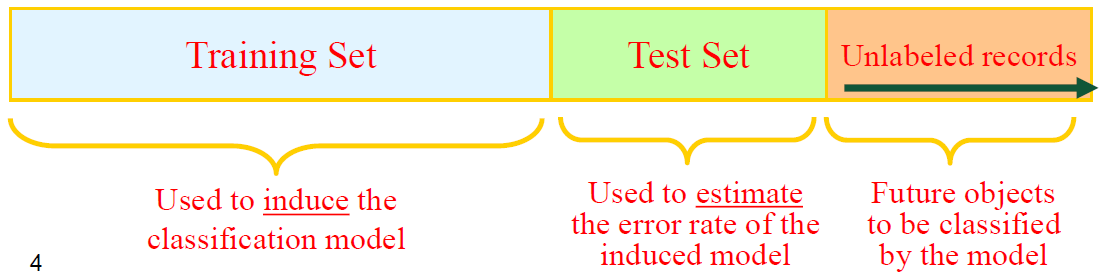 Training Set
Test Set
Unlabeled records
Used to induce the
classification model
Used to estimate
the error rate of the
induced model
Future objects
to be classified
by the model
4